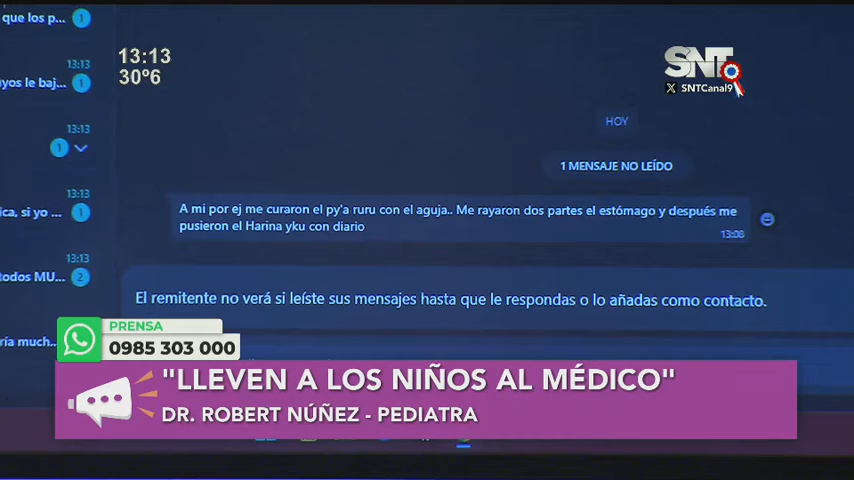 que los p...
1
13:13
yos le baj...
1
13:13
1
13:13
ica, si yo ...
1
13:13
todos MU...
2
ría much...
13:13
30º6
SNT
X SNTCanal9
HOY
1 MENSAJE NO LEÍDO
A mi por ej me curaron el py'a ruru con el aguja.. Me rayaron dos partes el estómago y después me
pusieron el Harina yku con diario
13:08
El remitente no verá si leíste sus mensajes hasta que le respondas o lo añadas como contacto.
PRENSA
0985 303 000
"LLEVEN A LOS NIÑOS AL MÉDICO"
DR. ROBERT NÚÑEZ - PEDIATRA